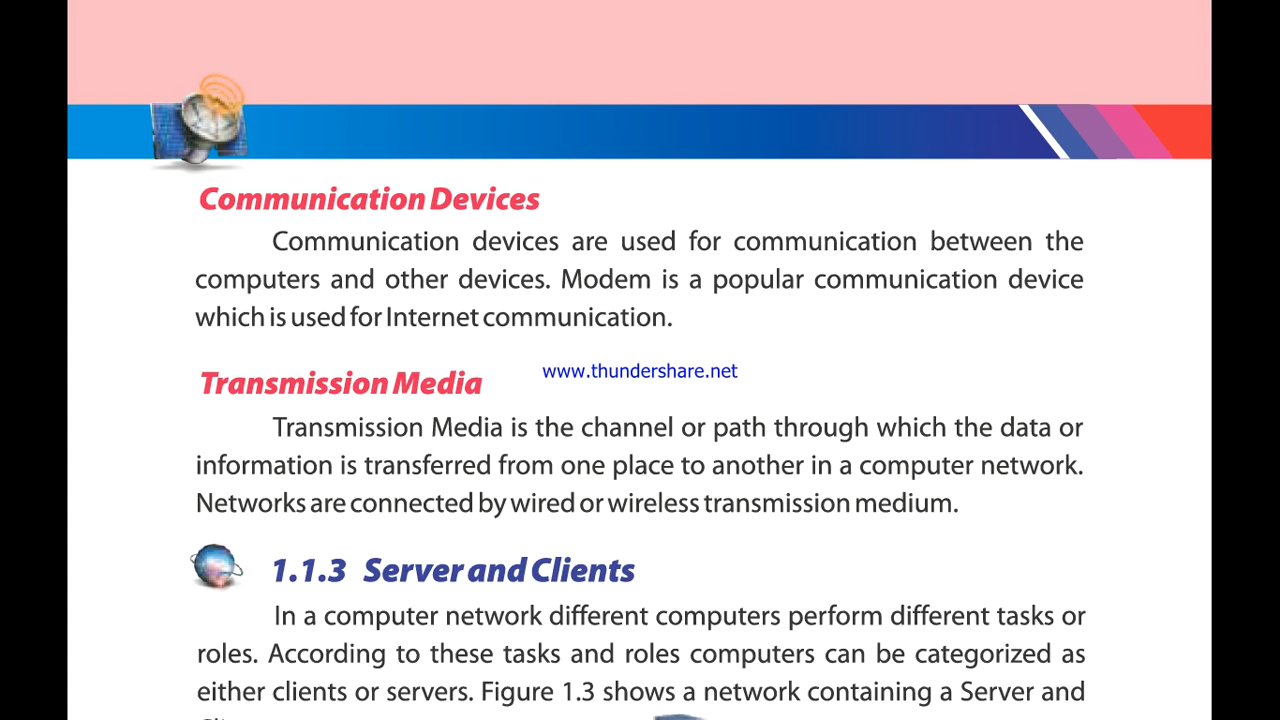 Communication Devices
Communication devices are used for communication between the
computers and other devices. Modem is a popular communication device
which is used for Internet communication.
www.thundershare.net
Transmission Media
Transmission Media is the channel or path through which the data or
information is transferred from one place to another in a computer network.
Networks are connected by wired or wireless transmission medium.
1.1.3 Server and Clients
In a computer network different computers perform different tasks or
roles. According to these tasks and roles computers can be categorized as
either clients or servers. Figure 1.3 shows a network containing a Server and